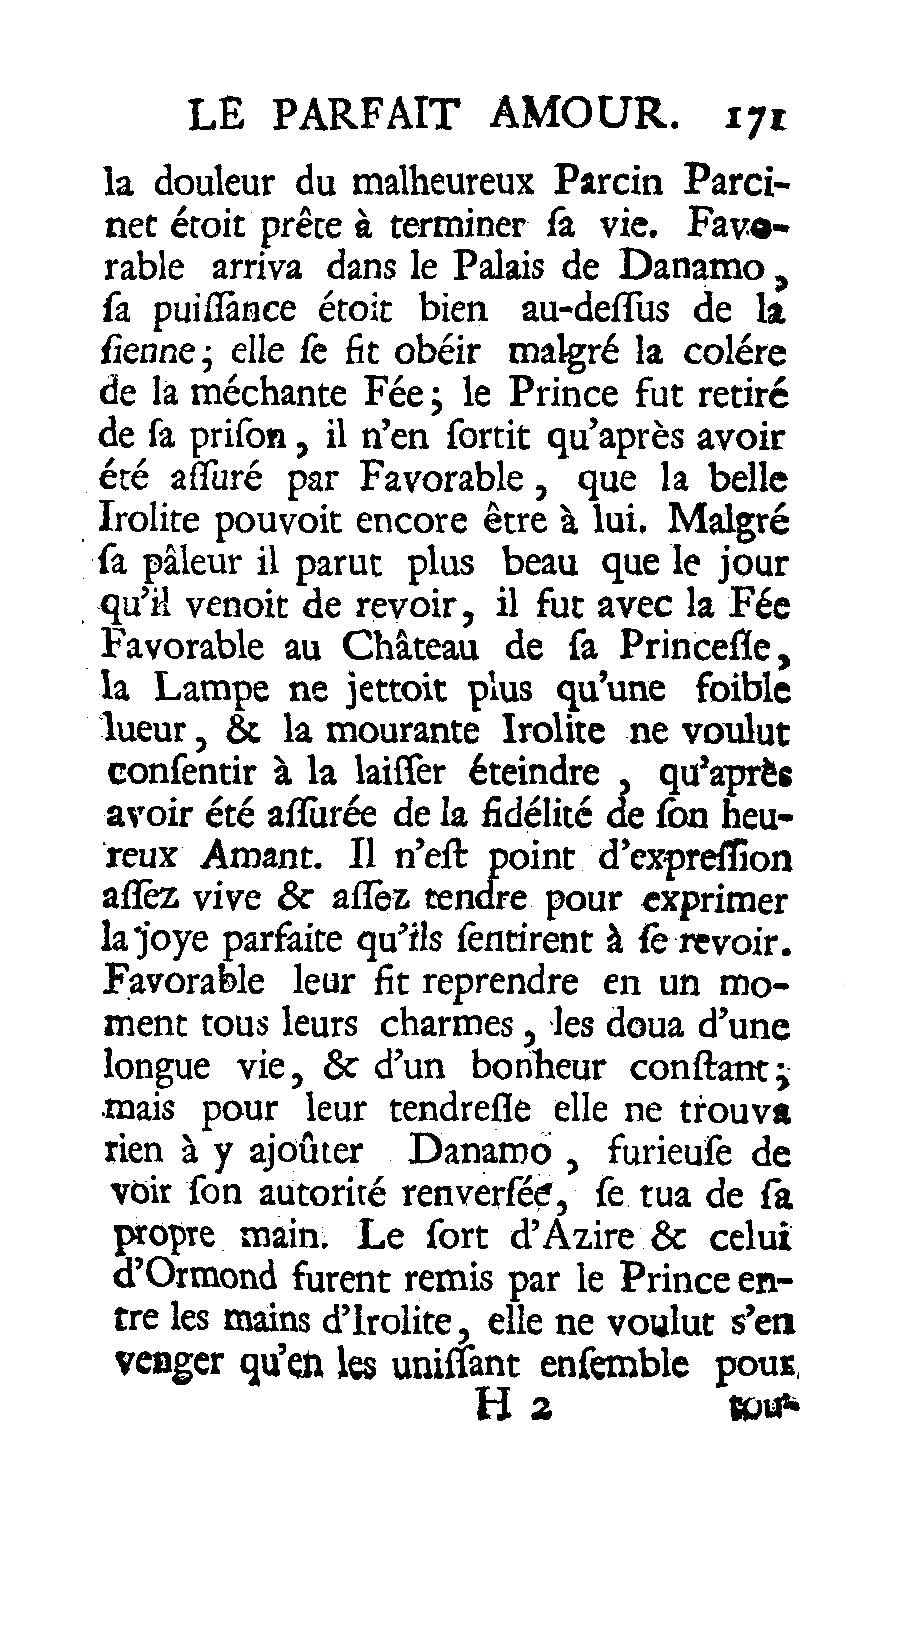 LE PARFAIT AMOUR. 171
la douleur du malheureux Parcin Parci-
net étoit prête à terminer ſa vie. Favo-
rable arriva dans le Palais de Danamo,
ſa puiſſance étoit bien au-deſſus de la
ſienne; elle ſe fit obéir malgré la colére
de la méchante Fée; le Prince fut retiré
de ſa priſon, il n'en ſortit qu'après avoir
été aſſuré par Favorable, que la belle
Irolite pouvoit encore être à lui. Malgré
ſa pâleur il parut plus beau que le jour
qu'il venoit de revoir, il fut avec la Fée
Favorable au Château de ſa Princeſſe,
la Lampe ne jettoit plus qu'une foible
lueur, & la mourante Irolite ne voulut
conſentir à la laiſſer éteindre, qu'après
avoir été aſſurée de la fidélité de ſon heu-
reux Amant. Il n'eſt point d'expreſſion
aſſez vive & aſſez tendre pour exprimer
la joye parfaite qu'ils ſentirent à ſe revoir.
Favorable leur fit reprendre en un mo-
ment tous leurs charmes, les doua d'une
longue vie, & d'un bonheur conſtant;
mais pour leur tendreſſe elle ne trouva
rien à y ajoûter Danamo, furieuſe de
voir ſon autorité renverſée, ſe tua de ſa
propre main. Le ſort d'Azire & celui
d'Ormond furent remis par le Prince en-
tre les mains d'Irolite, elle ne voulut s'en
venger qu'en les uniſſant enſemble pour
H 2 tou-